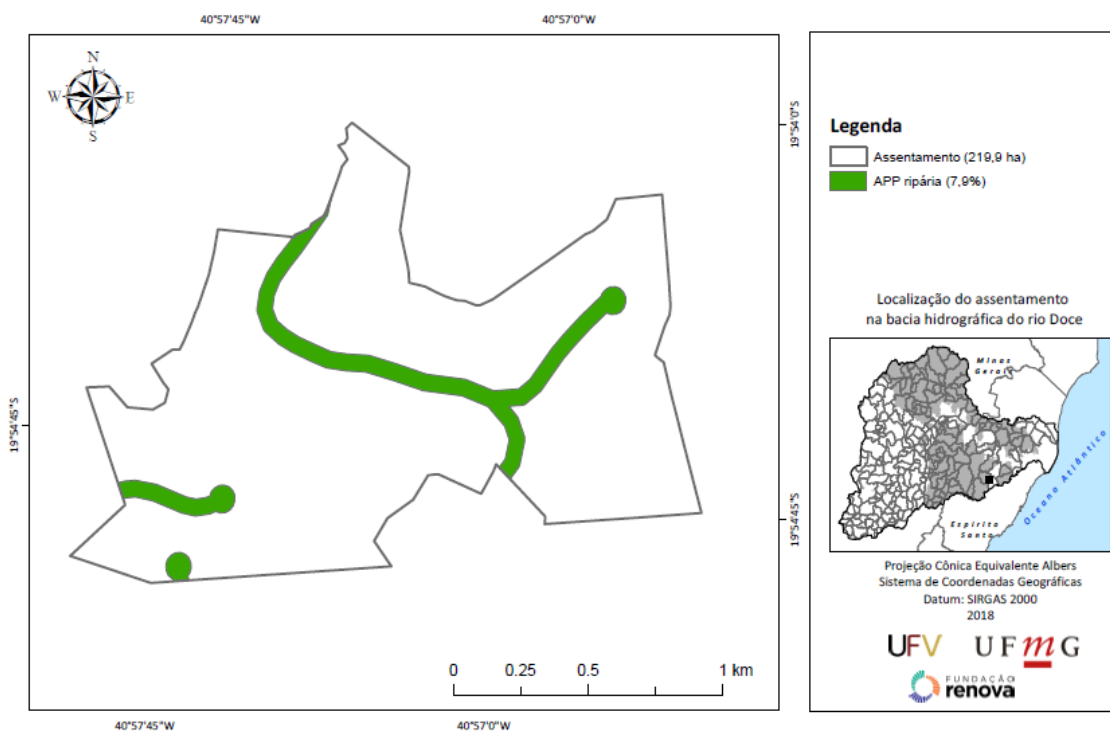 40°57'45"W
40°57'0"W
N
W
E
S
19°54'0"S
19°54'45"S
19°54'45"S
0
0.25
0.5
1 km
40°57'45"W
40°57'0"W
Legenda
Assentamento (219,9 ha)
APP ripária (7,9%)
Localização do assentamento
na bacia hidrográfica do rio Doce
Minas
Gerais
Oceano Atlântico
Espírito
Santo
Projeção Cônica Equivalente Albers
Sistema de Coordenadas Geográficas
Datum: SIRGAS 2000
2018
UFV
UFmG
FUNDAÇÃO
renova